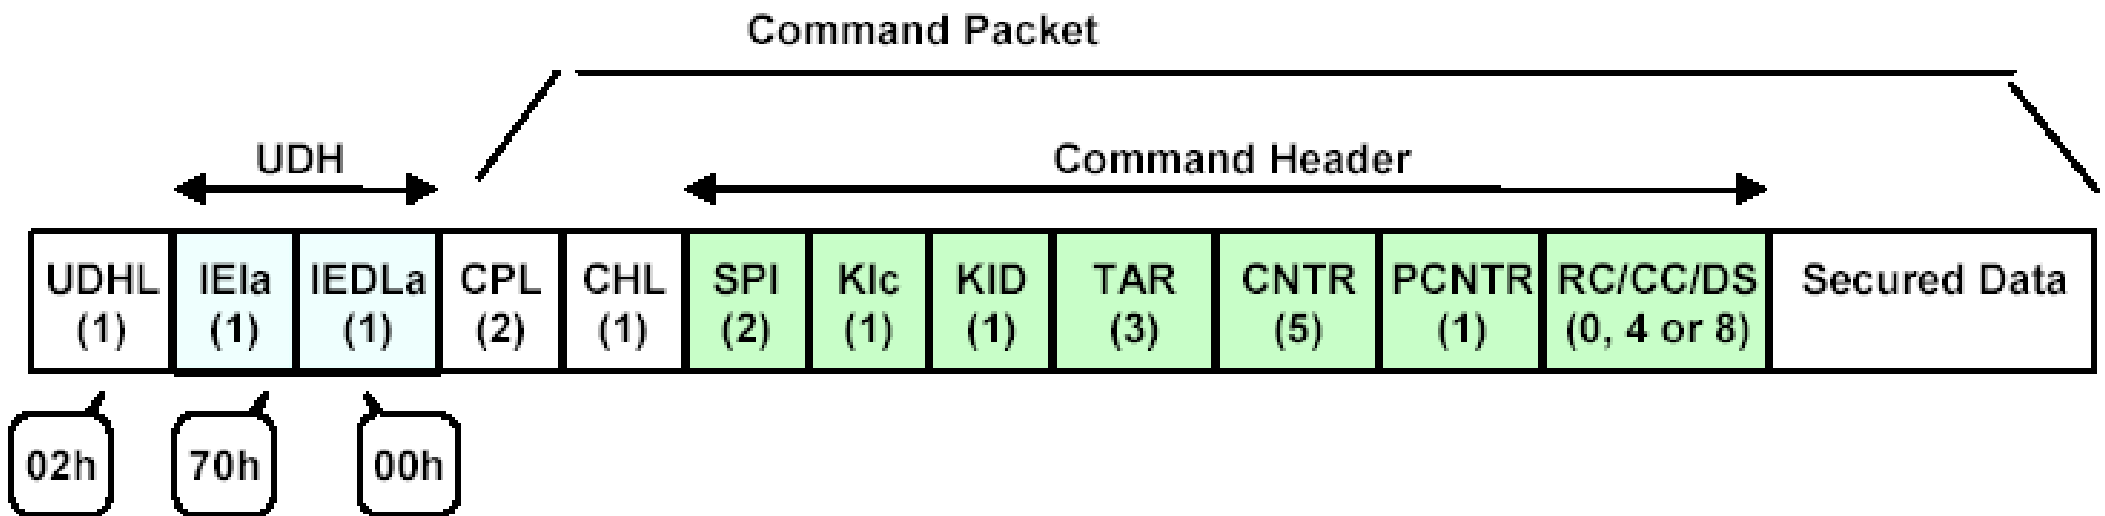 Command Packet
UDH
Command Header
UDHL IEIa IEDLa CPL CHL SPI KIc KID TAR CNTR PCNTR RC/CC/DS Secured Data
(1) (1) (1) (2) (1) (2) (1) (1) (3) (5) (1) (0, 4 or 8)
02h 70h 00h